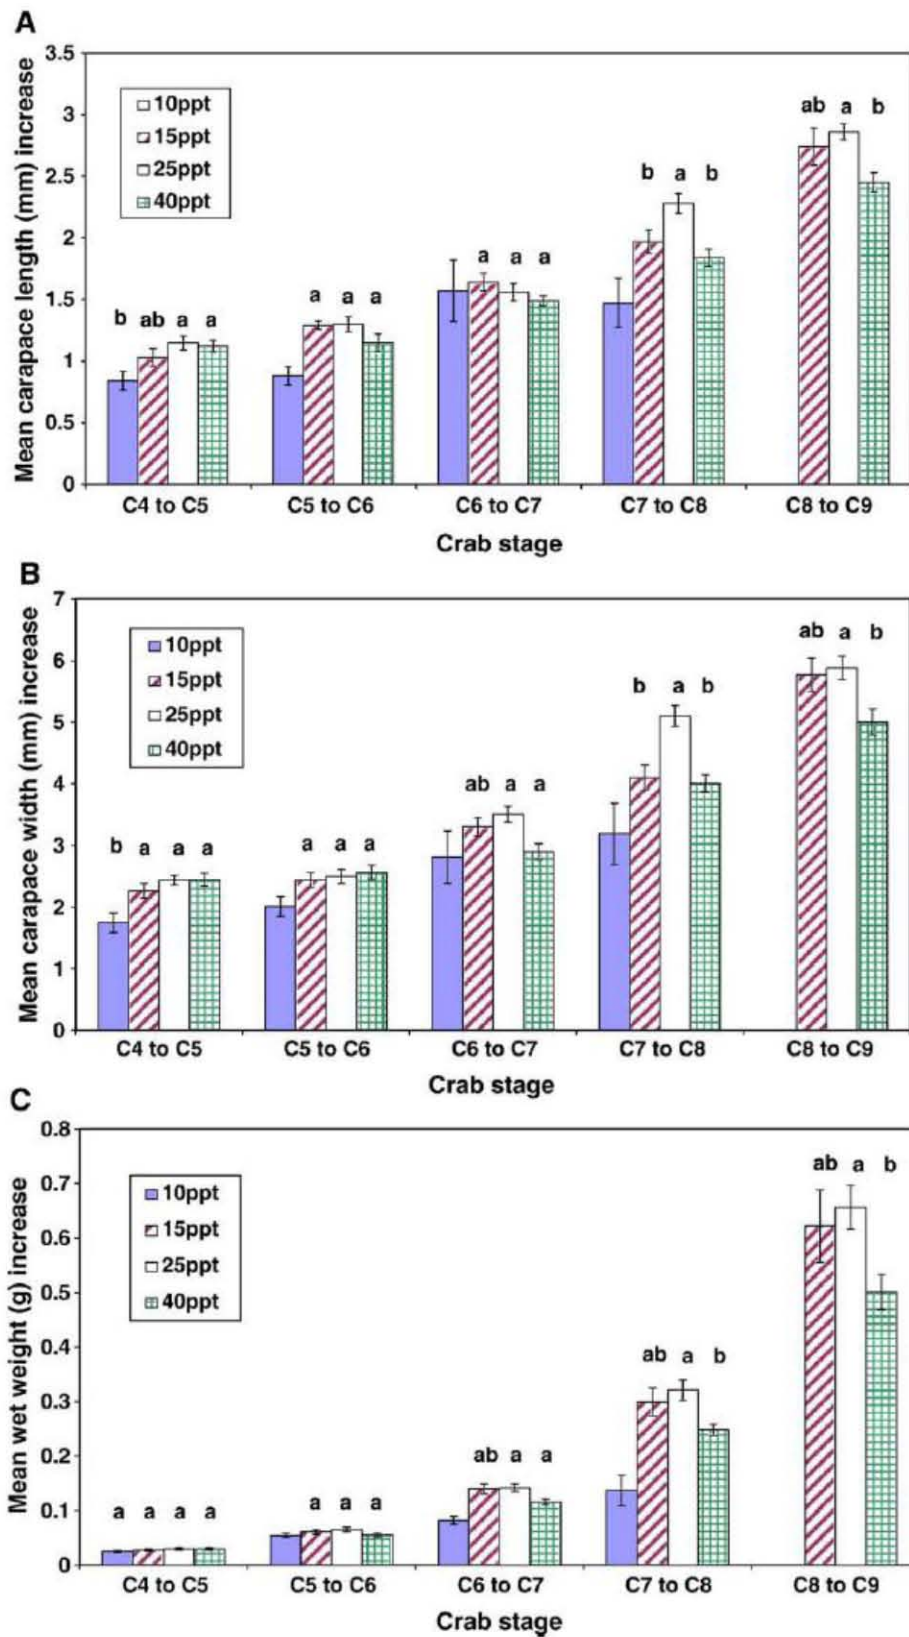 A
Mean carapace length (mm) increase
3.5
3
2.5
2
1.5
1
0.5
0
10ppt
15ppt
25ppt
40ppt
b ab a a
a a a
a a a
b a b
ab a b
C4 to C5 C5 to C6 C6 to C7 C7 to C8 C8 to C9
Crab stage
B
Mean carapace width (mm) increase
7
6
5
4
3
2
1
0
10ppt
15ppt
25ppt
40ppt
b a a a
a a a
ab a a
b a b
ab a b
C4 to C5 C5 to C6 C6 to C7 C7 to C8 C8 to C9
Crab stage
C
Mean wet weight (g) increase
0.8
0.7
0.6
0.5
0.4
0.3
0.2
0.1
0
10ppt
15ppt
25ppt
40ppt
a a a a
a a a
ab a a
ab a b
ab a b
C4 to C5 C5 to C6 C6 to C7 C7 to C8 C8 to C9
Crab stage